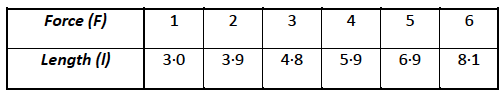 Force (F) 1 2 3 4 5 6
Length (l) 3·0 3·9 4·8 5·9 6·9 8·1